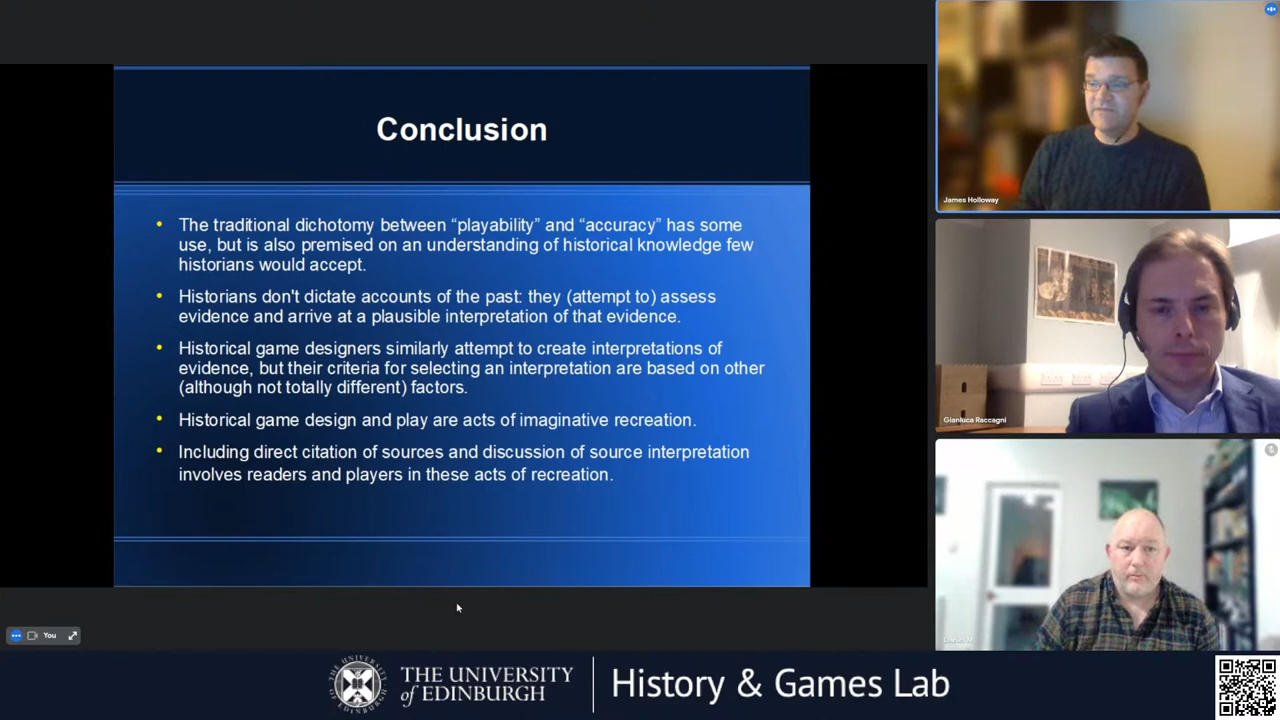 Conclusion
The traditional dichotomy between “playability” and “accuracy” has some
use, but is also premised on an understanding of historical knowledge few
historians would accept.
Historians don't dictate accounts of the past: they (attempt to) assess
evidence and arrive at a plausible interpretation of that evidence.
Historical game designers similarly attempt to create interpretations of
evidence, but their criteria for selecting an interpretation are based on other
(although not totally different) factors.
Historical game design and play are acts of imaginative recreation.
Including direct citation of sources and discussion of source interpretation
involves readers and players in these acts of recreation.
James Holloway
Gianluca Raccagni
You
THE UNIVERSITY
of EDINBURGH
History & Games Lab